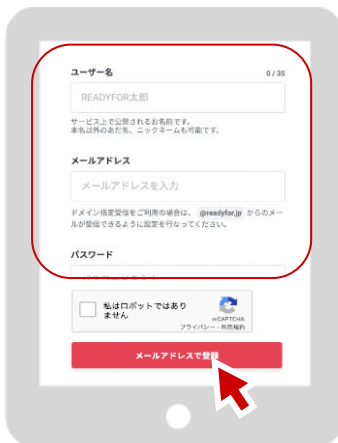 ユーザー名
0 / 35
READYFOR太郎
サービス上で公開されるお名前です。
本名以外のあだ名、ニックネームも可能です。
メールアドレス
メールアドレスを入力
ドメイン指定受信をご利用の場合は、 @readyfor.jp からのメー
ルが受信できるように設定を行なってください。
パスワード
私はロボットではあり
ません
reCAPTCHA
プライバシー - 利用規約
メールアドレスで登録